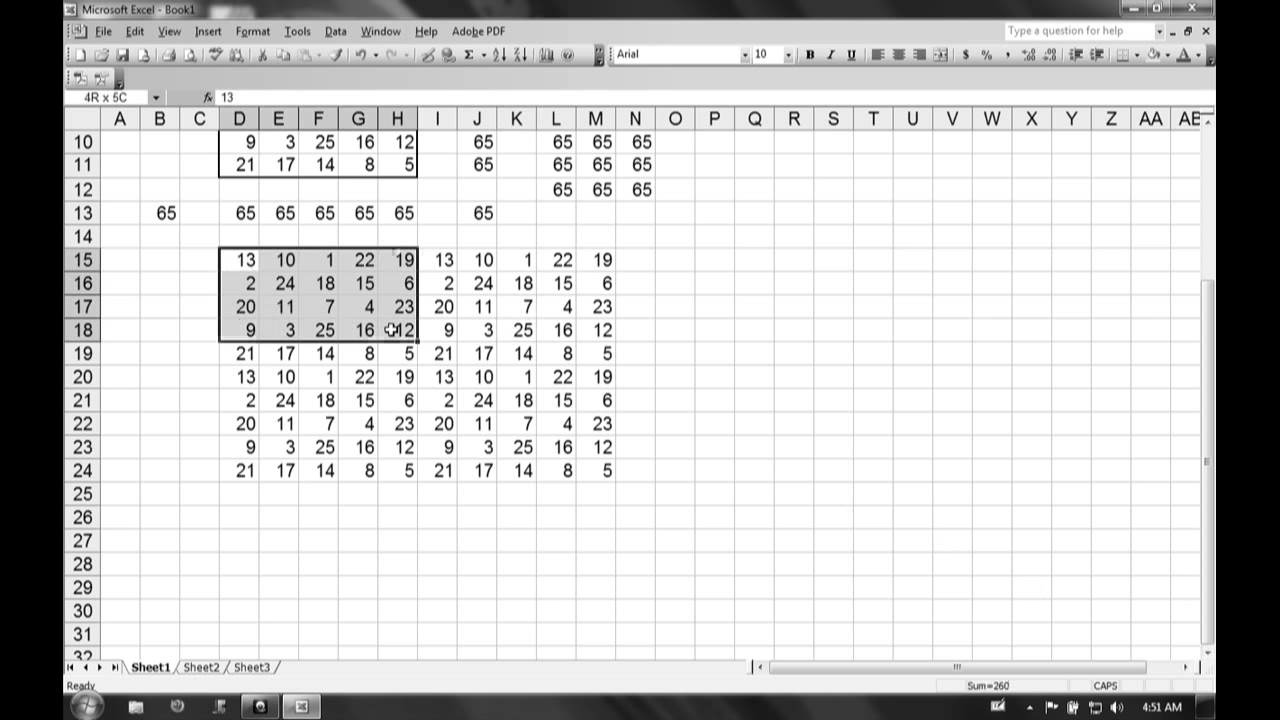 Microsoft Excel - Book1
File Edit View Insert Format Tools Data Window Help Adobe PDF Type a question for help
Arial 10 B I U $ % ,
4R x 5C fx 13
A B C D E F G H I J K L M N O P Q R S T U V W X Y Z AA AB
10 9 3 25 16 12 65 65 65 65
11 21 17 14 8 5 65 65 65 65
12 65 65 65
13 65 65 65 65 65 65 65
14
15 13 10 1 22 19 13 10 1 22 19
16 2 24 18 15 6 2 24 18 15 6
17 20 11 7 4 23 20 11 7 4 23
18 9 3 25 16 12 9 3 25 16 12
19 21 17 14 8 5 21 17 14 8 5
20 13 10 1 22 19 13 10 1 22 19
21 2 24 18 15 6 2 24 18 15 6
22 20 11 7 4 23 20 11 7 4 23
23 9 3 25 16 12 9 3 25 16 12
24 21 17 14 8 5 21 17 14 8 5
25
26
27
28
29
30
31
32
Sheet1 Sheet2 Sheet3
Ready Sum=260 CAPS
4:51 AM